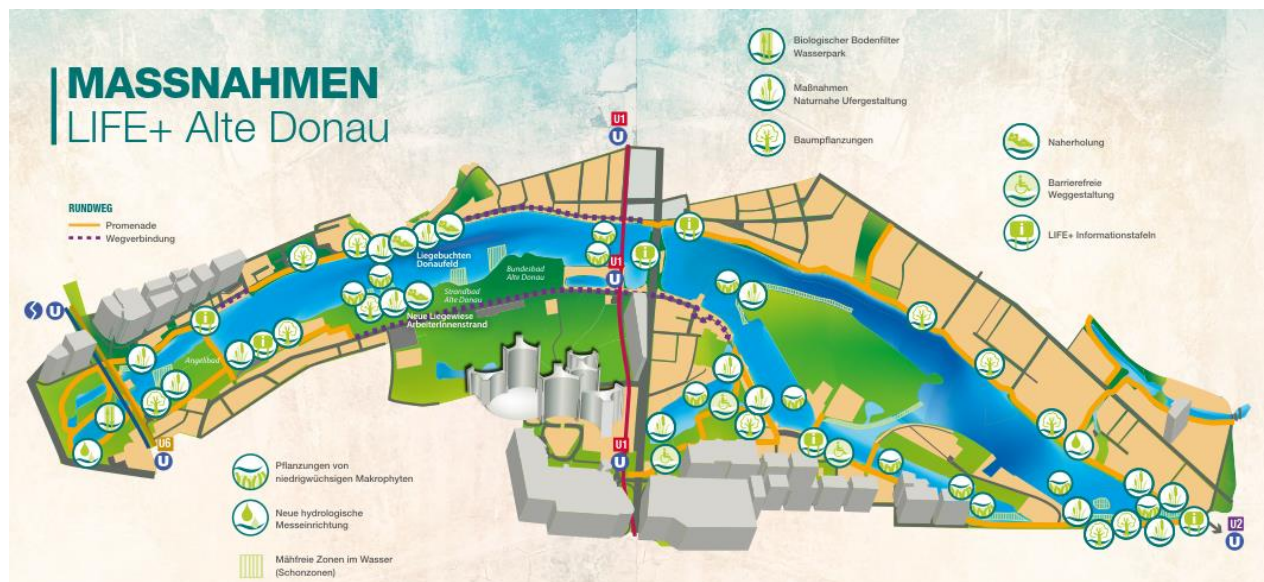 MASSNAHMEN
LIFE+ Alte Donau
RUNDWEG
Promenade
Wegverbindung
Biologischer Bodenfilter
Wasserpark
Maßnahmen
Naturnahe Ufergestaltung
Baumpflanzungen
Naherholung
Barrierefreie
Weggestaltung
LIFE+ Informationstafeln
U1
U
Liegebuchten
Donaufeld
Bundesbad
Alte Donau
Strandbad
Alte Donau
Neue Liegewiese
ArbeiterInnenstrand
U1
U
U
Angelibad
U6
U
U1
U
U2
U
Pflanzungen von
niedrigwüchsigen Makrophyten
Neue hydrologische
Messeinrichtung
Mähfreie Zonen im Wasser
(Schonzonen)